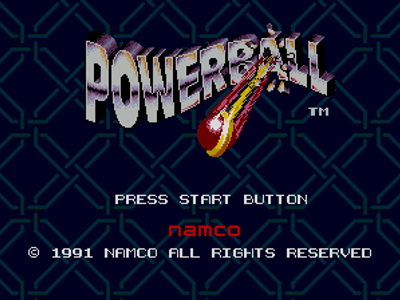 POWERBALL
TM
PRESS START BUTTON
namco
© 1991 NAMCO ALL RIGHTS RESERVED